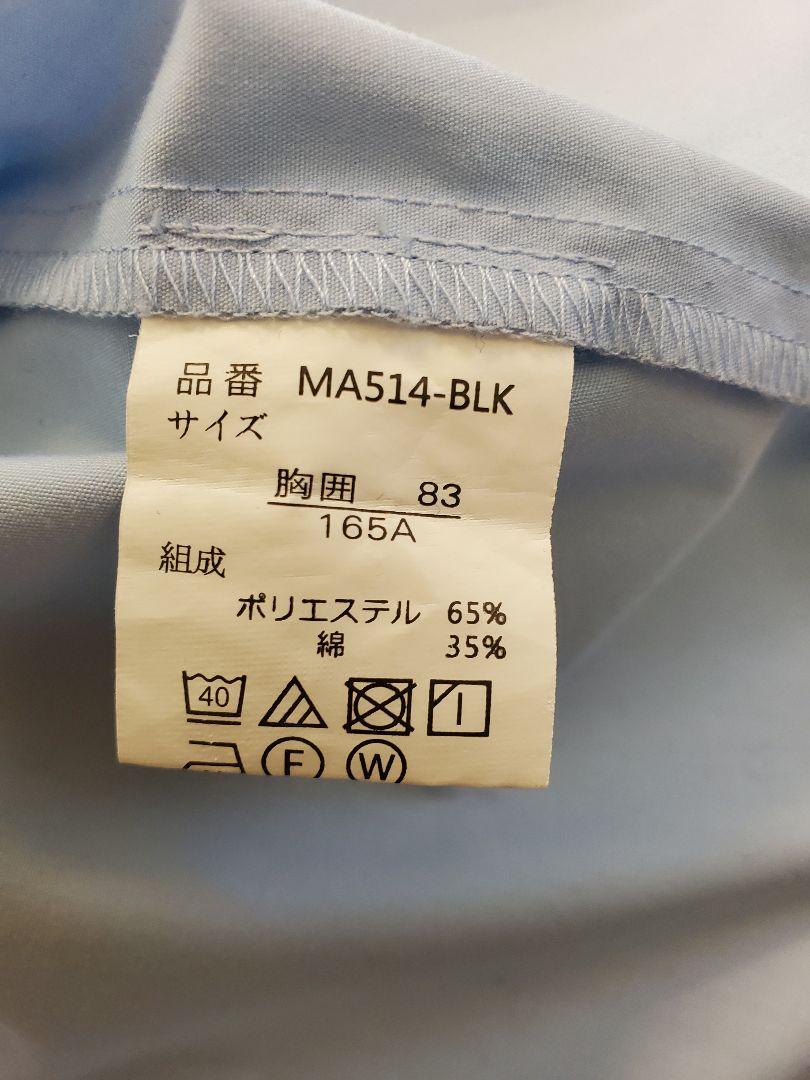 品番 MA514-BLK
サイズ
胸囲 83
165A
組成
ポリエステル 65%
綿 35%
40
F
W